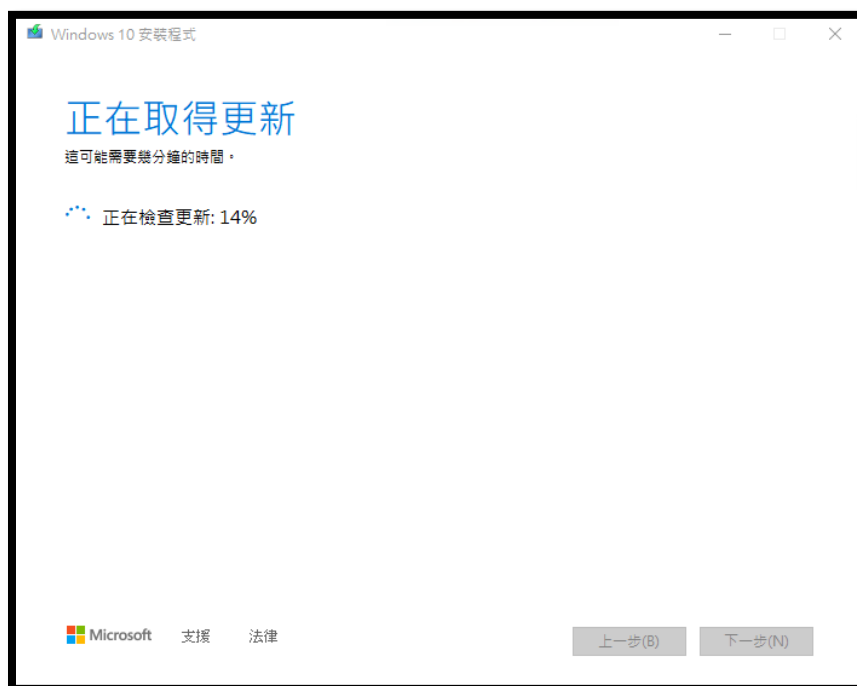 Windows 10 安裝程式
正在取得更新
這可能需要幾分鐘的時間。
正在檢查更新: 14%
Microsoft 支援 法律 上一步(B) 下一步(N)